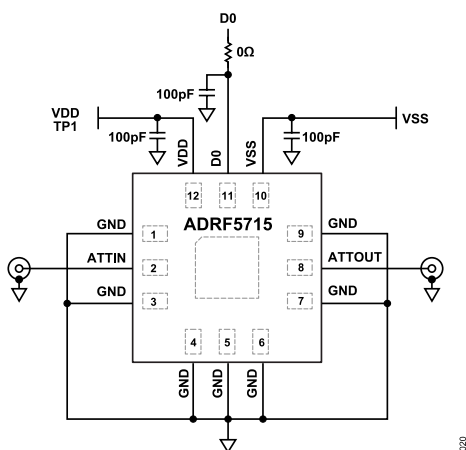 D0
0Ω
100pF
VDD
TP1
100pF
VDD
D0
VSS
100pF
VSS
12
11
10
ADRF5715
GND
1
9
GND
ATTIN
2
8
ATTOUT
GND
3
7
GND
4
5
6
GND
GND
GND
020